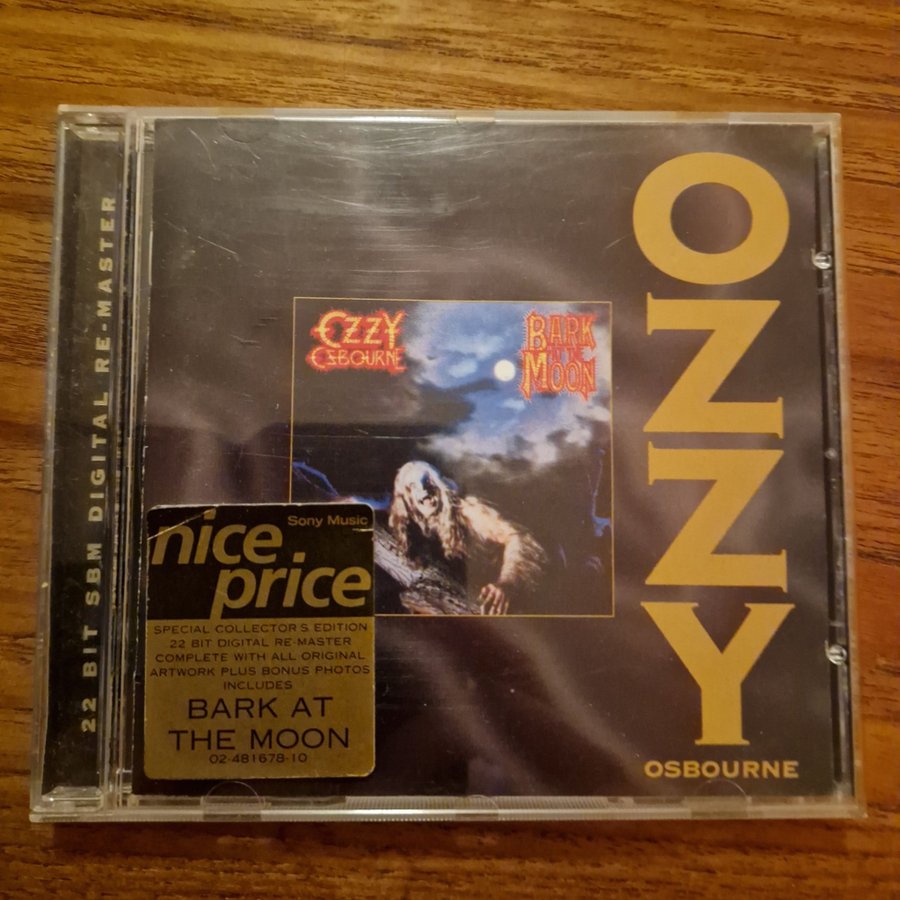 22 BIT SBM DIGITAL RE-MASTER
OZZY
OSBOURNE
BARK
AT THE
MOON
OZZY
OSBOURNE
Sony Music
nice
price
SPECIAL COLLECTOR'S EDITION
22 BIT DIGITAL RE-MASTER
COMPLETE WITH ALL ORIGINAL
ARTWORK PLUS BONUS PHOTOS
INCLUDES
BARK AT
THE MOON
02-481678-10